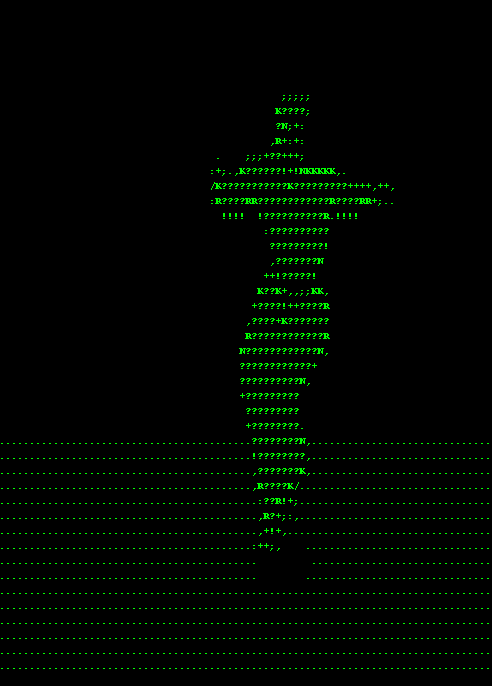 ;;;;;
K????;
?N;+:
,R+:+:
.    ;;;+??+++;
:+;.,K??????!+!NKKKKK,.
/K???????????K?????????++++,++,
:R????RR????????????R????RR+;..
!!!!  !??????????R.!!!!
:??????????
?????????!
,???????N
++!?????!
K??K+,,;;KK,
+????!++????R
,????+K???????
R????????????R
N????????????N,
????????????+
??????????N,
+?????????
?????????
+????????.
..........................................????????N,..............................
..........................................!????????,..............................
..........................................,???????K,..............................
..........................................,R????K/................................
...........................................:??R!+;................................
...........................................,R?+;:,................................
...........................................,+!+,..................................
..........................................:++;,    ...............................
...........................................         ..............................
...........................................        ...............................
..................................................................................
..................................................................................
..................................................................................
..................................................................................
..................................................................................
..................................................................................